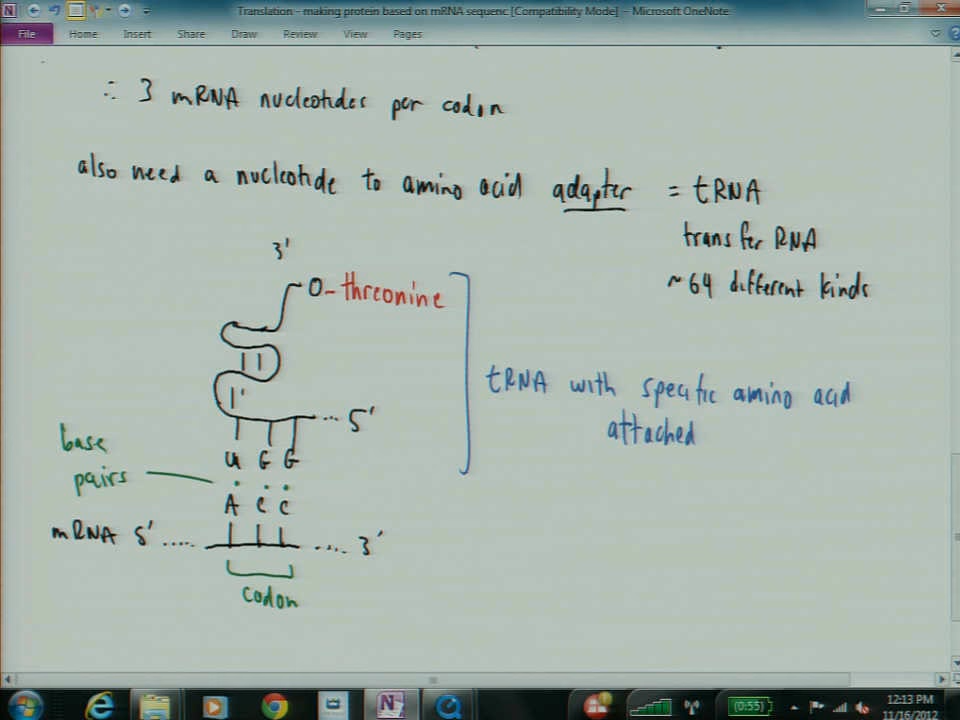 Translation - making protein based on mRNA sequenc [Compatibility Mode] - Microsoft OneNote
File Home Insert Share Draw Review View Pages
∴ 3 mRNA nucleotides per codon
also need a nucleotide to amino acid adapter = tRNA
transfer RNA
~64 different kinds
3'
O-threonine
tRNA with specific amino acid
attached
... 5'
base
pairs
U G G
A C C
mRNA 5' ..... .... 3'
codon
(0:55)
12:13 PM
11/16/2012